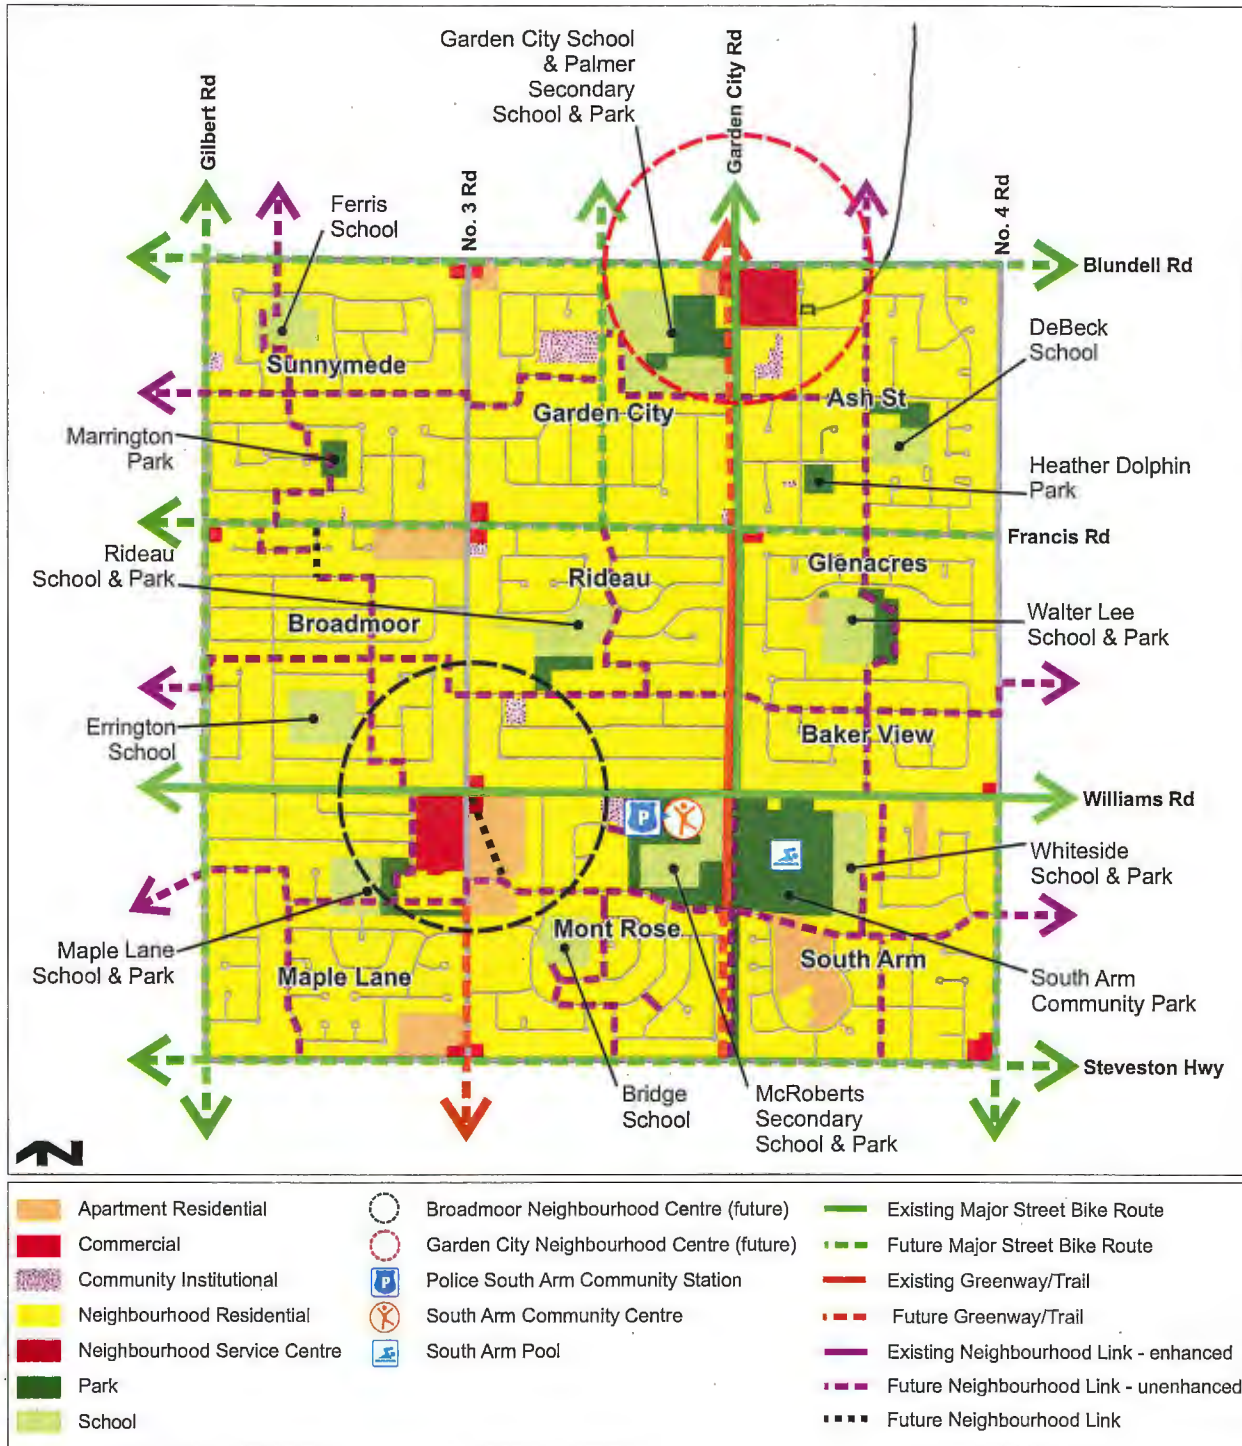 Garden City School
& Palmer
Secondary
School & Park
Garden City Rd
Gilbert Rd
No. 3 Rd
No. 4 Rd
Ferris
School
Blundell Rd
DeBeck
School
Sunnymede
Garden City
Ash St
Marrington
Park
Heather Dolphin
Park
Francis Rd
Rideau
School & Park
Rideau
Glenacres
Broadmoor
Walter Lee
School & Park
Errington
School
Baker View
Williams Rd
P
Whiteside
School & Park
Maple Lane
School & Park
Maple Lane
Mont Rose
South Arm
South Arm
Community Park
Steveston Hwy
Bridge
School
McRoberts
Secondary
School & Park
N
Apartment Residential
Commercial
Community Institutional
Neighbourhood Residential
Neighbourhood Service Centre
Park
School
Broadmoor Neighbourhood Centre (future)
Garden City Neighbourhood Centre (future)
P
Police South Arm Community Station
South Arm Community Centre
South Arm Pool
Existing Major Street Bike Route
Future Major Street Bike Route
Existing Greenway/Trail
Future Greenway/Trail
Existing Neighbourhood Link - enhanced
Future Neighbourhood Link - unenhanced
Future Neighbourhood Link